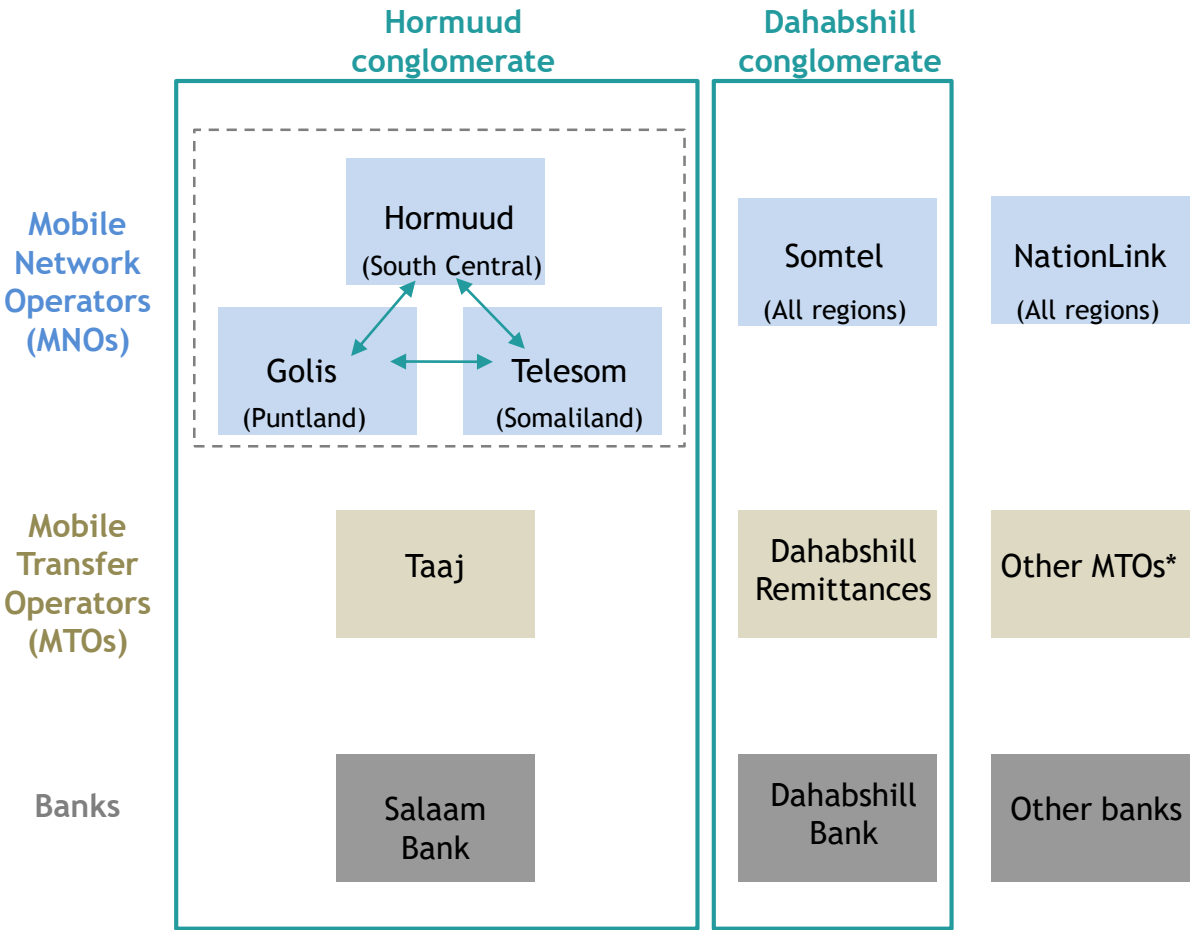 Hormuud
conglomerate
Dahabshill
conglomerate
Mobile
Network
Operators
(MNOs)
Hormuud
(South Central)
Golis
(Puntland)
Telesom
(Somaliland)
Somtel
(All regions)
NationLink
(All regions)
Mobile
Transfer
Operators
(MTOs)
Taaj
Dahabshill
Remittances
Other MTOs*
Banks
Salaam
Bank
Dahabshill
Bank
Other banks